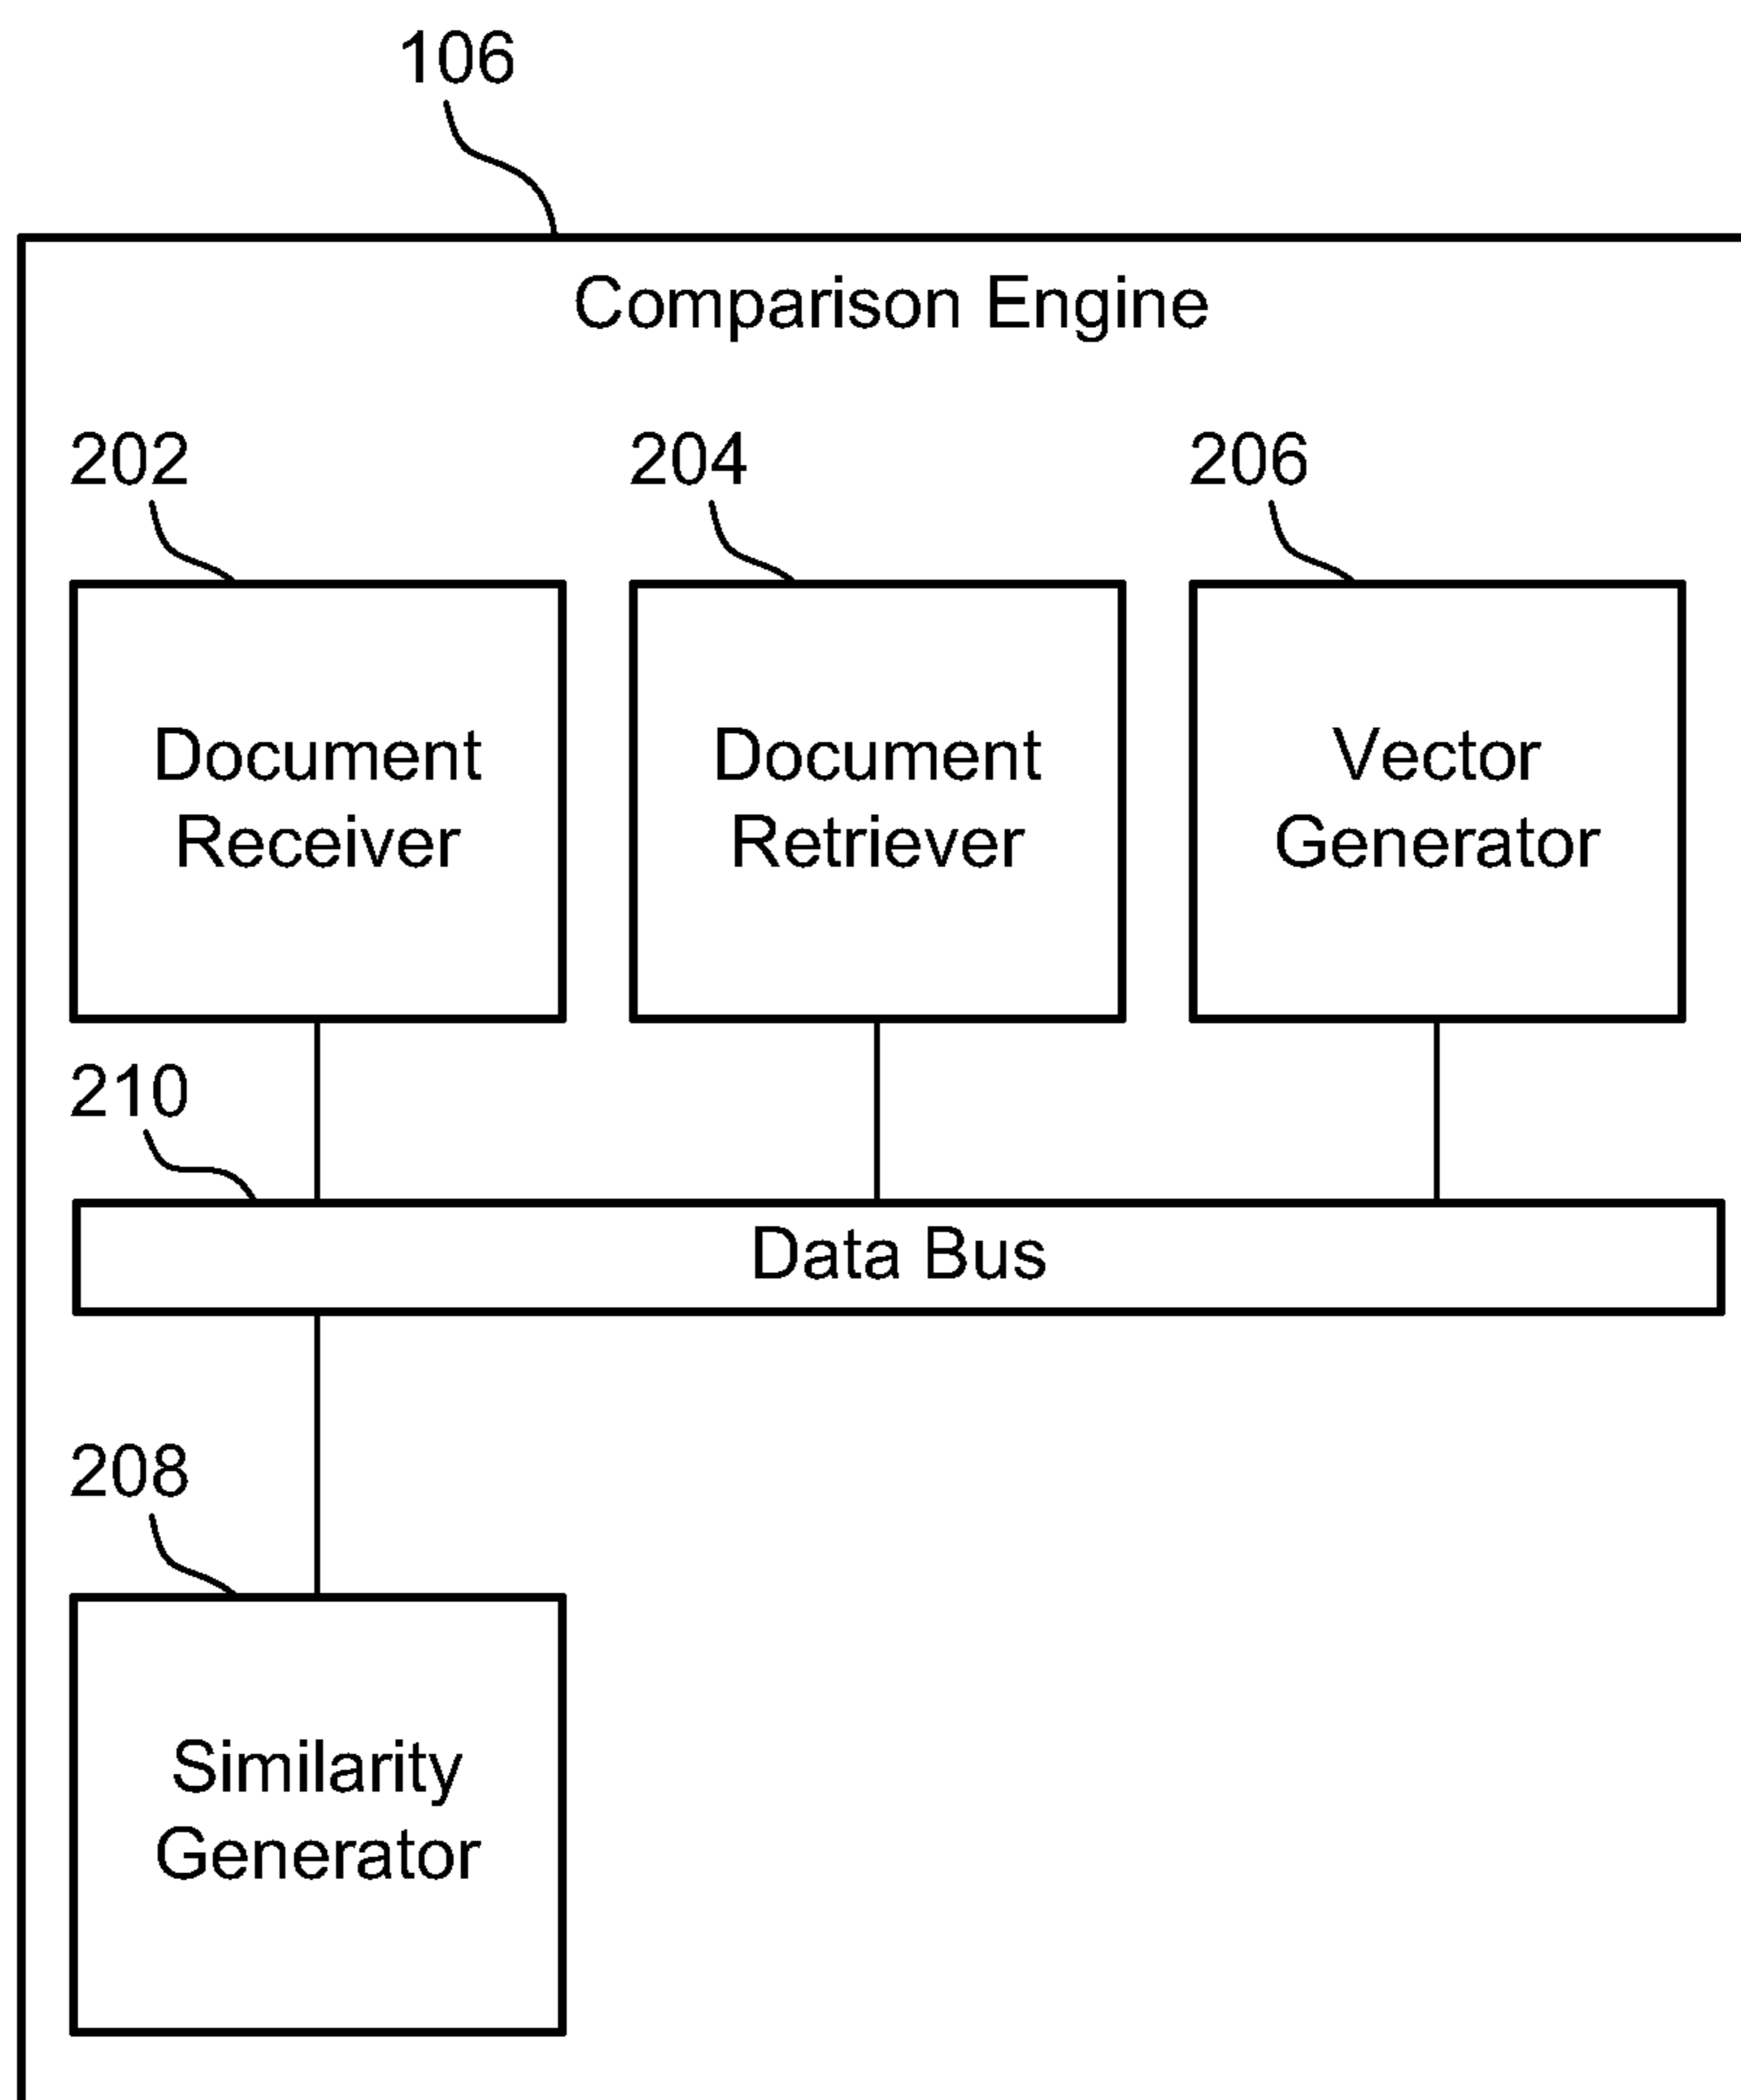 106
Comparison Engine
202
204
206
Document
Receiver
Document
Retriever
Vector
Generator
210
Data Bus
208
Similarity
Generator